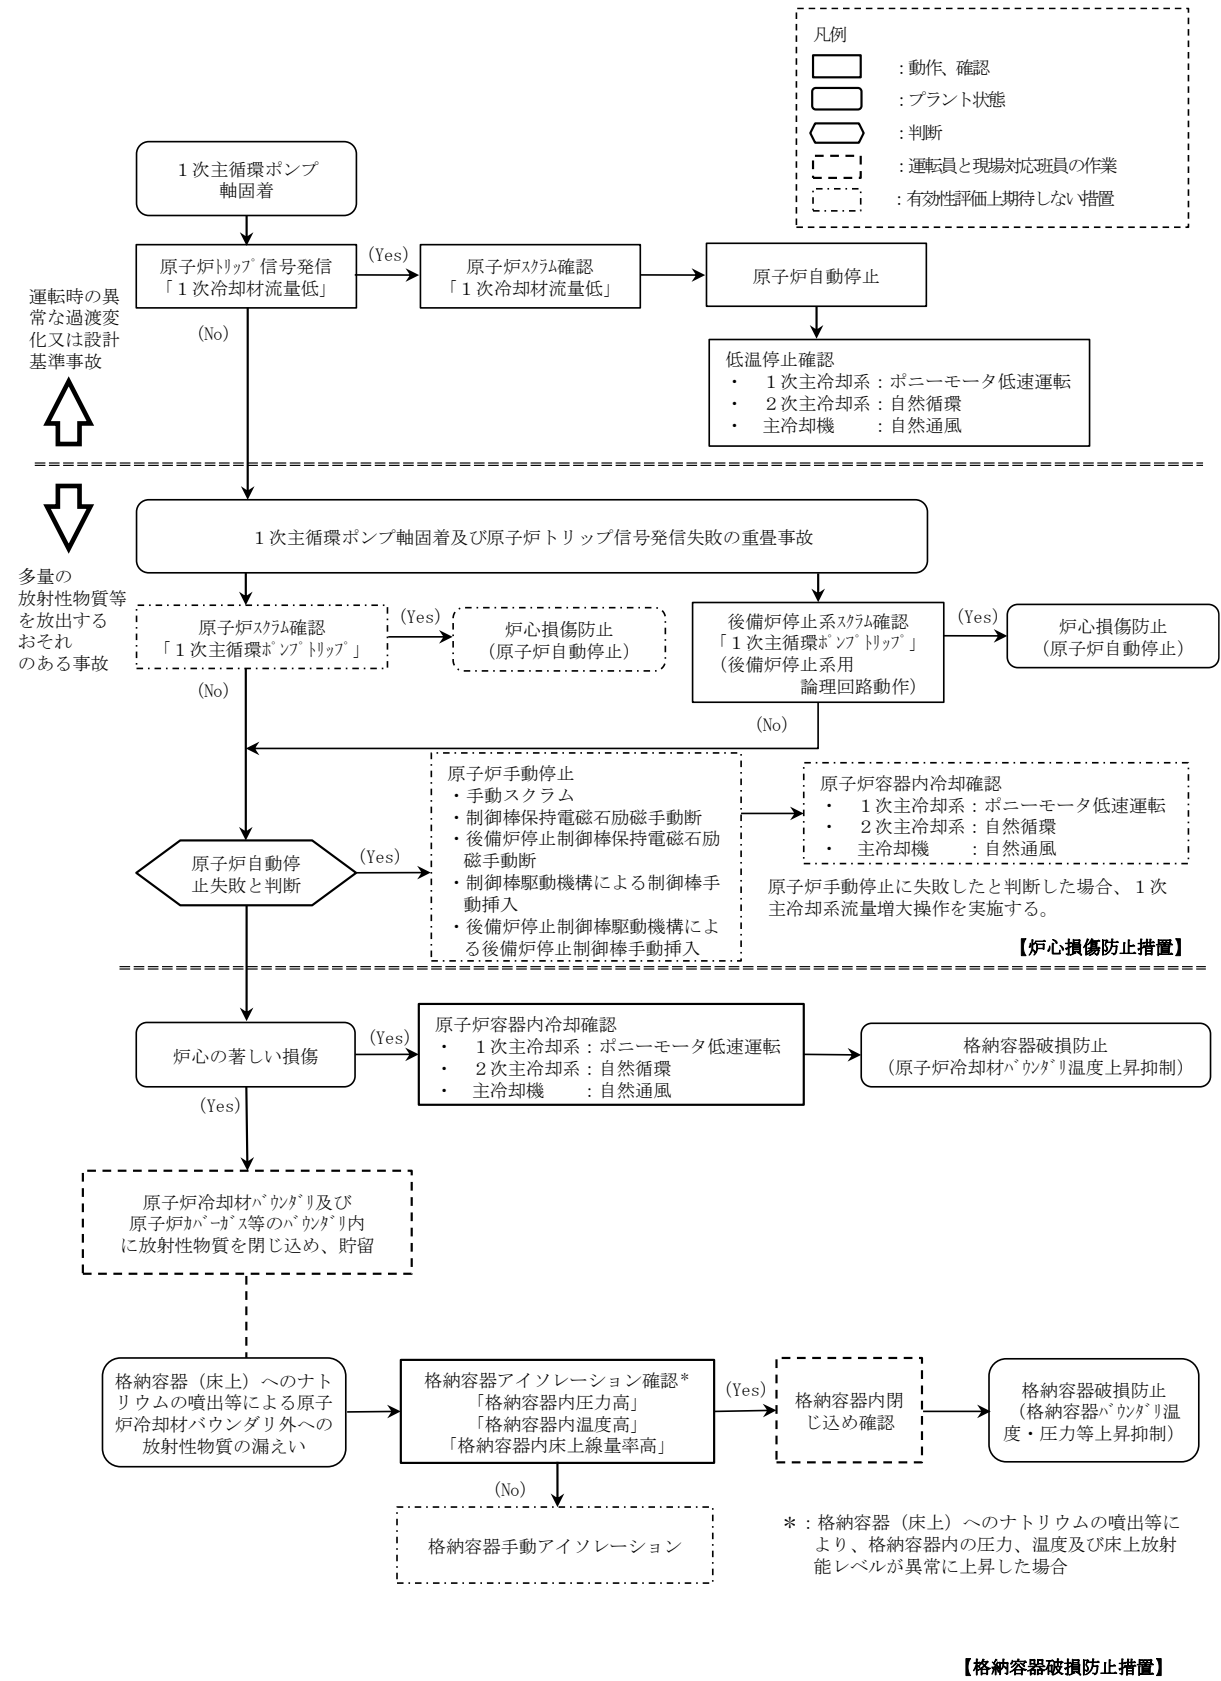 凡例
：動作、確認
：プラント状態
：判断
：運転員と現場対応班員の作業
：有効性評価上期待しない措置
１次主循環ポンプ
軸固着
原子炉ﾄﾘｯﾌﾟ信号発信
「１次冷却材流量低」
(Yes)
原子炉ｽｸﾗﾑ確認
「１次冷却材流量低」
原子炉自動停止
(No)
低温停止確認
・　１次主冷却系：ポニーモータ低速運転
・　２次主冷却系：自然循環
・　主冷却機　　：自然通風
運転時の異
常な過渡変
化又は設計
基準事故
多量の
放射性物質等
を放出する
おそれ
のある事故
１次主循環ポンプ軸固着及び原子炉トリップ信号発信失敗の重畳事故
原子炉ｽｸﾗﾑ確認
「１次主循環ﾎﾟﾝﾌﾟﾄﾘｯﾌﾟ」
(Yes)
炉心損傷防止
（原子炉自動停止）
後備炉停止系ｽｸﾗﾑ確認
「１次主循環ﾎﾟﾝﾌﾟﾄﾘｯﾌﾟ」
（後備炉停止系用
論理回路動作）
(Yes)
炉心損傷防止
（原子炉自動停止）
(No)
(No)
原子炉自動停
止失敗と判断
(Yes)
原子炉手動停止
・手動スクラム
・制御棒保持電磁石励磁手動断
・後備炉停止制御棒保持電磁石励
磁手動断
・制御棒駆動機構による制御棒手
動挿入
・後備炉停止制御棒駆動機構によ
る後備炉停止制御棒手動挿入
原子炉容器内冷却確認
・　１次主冷却系：ポニーモータ低速運転
・　２次主冷却系：自然循環
・　主冷却機　　：自然通風
原子炉手動停止に失敗したと判断した場合、１次
主冷却系流量増大操作を実施する。
【炉心損傷防止措置】
炉心の著しい損傷
(Yes)
原子炉容器内冷却確認
・　１次主冷却系：ポニーモータ低速運転
・　２次主冷却系：自然循環
・　主冷却機　　：自然通風
格納容器破損防止
（原子炉冷却材ﾊﾞｳﾝﾀﾞﾘ温度上昇抑制）
(Yes)
原子炉冷却材ﾊﾞｳﾝﾀﾞﾘ及び
原子炉ｶﾊﾞｰｶﾞｽ等のﾊﾞｳﾝﾀﾞﾘ内
に放射性物質を閉じ込め、貯留
格納容器（床上）へのナト
リウムの噴出等による原子
炉冷却材バウンダリ外への
放射性物質の漏えい
格納容器アイソレーション確認*
「格納容器内圧力高」
「格納容器内温度高」
「格納容器内床上線量率高」
(Yes)
格納容器内閉
じ込め確認
格納容器破損防止
（格納容器ﾊﾞｳﾝﾀﾞﾘ温
度・圧力等上昇抑制）
(No)
格納容器手動アイソレーション
＊：格納容器（床上）へのナトリウムの噴出等に
より、格納容器内の圧力、温度及び床上放射
能レベルが異常に上昇した場合
【格納容器破損防止措置】